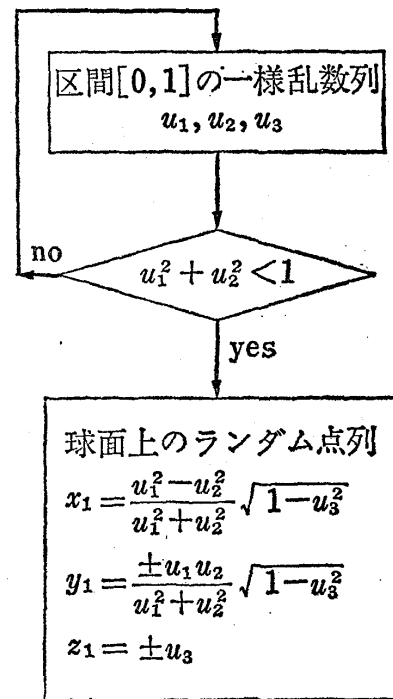 区間[0,1]の一様乱数列
u₁, u₂, u₃
no
u₁²+u₂²<1
yes
球面上のランダム点列
x₁=(u₁²−u₂²)/(u₁²+u₂²)√(1−u₃²)
y₁=(±u₁u₂)/(u₁²+u₂²)√(1−u₃²)
z₁=±u₃